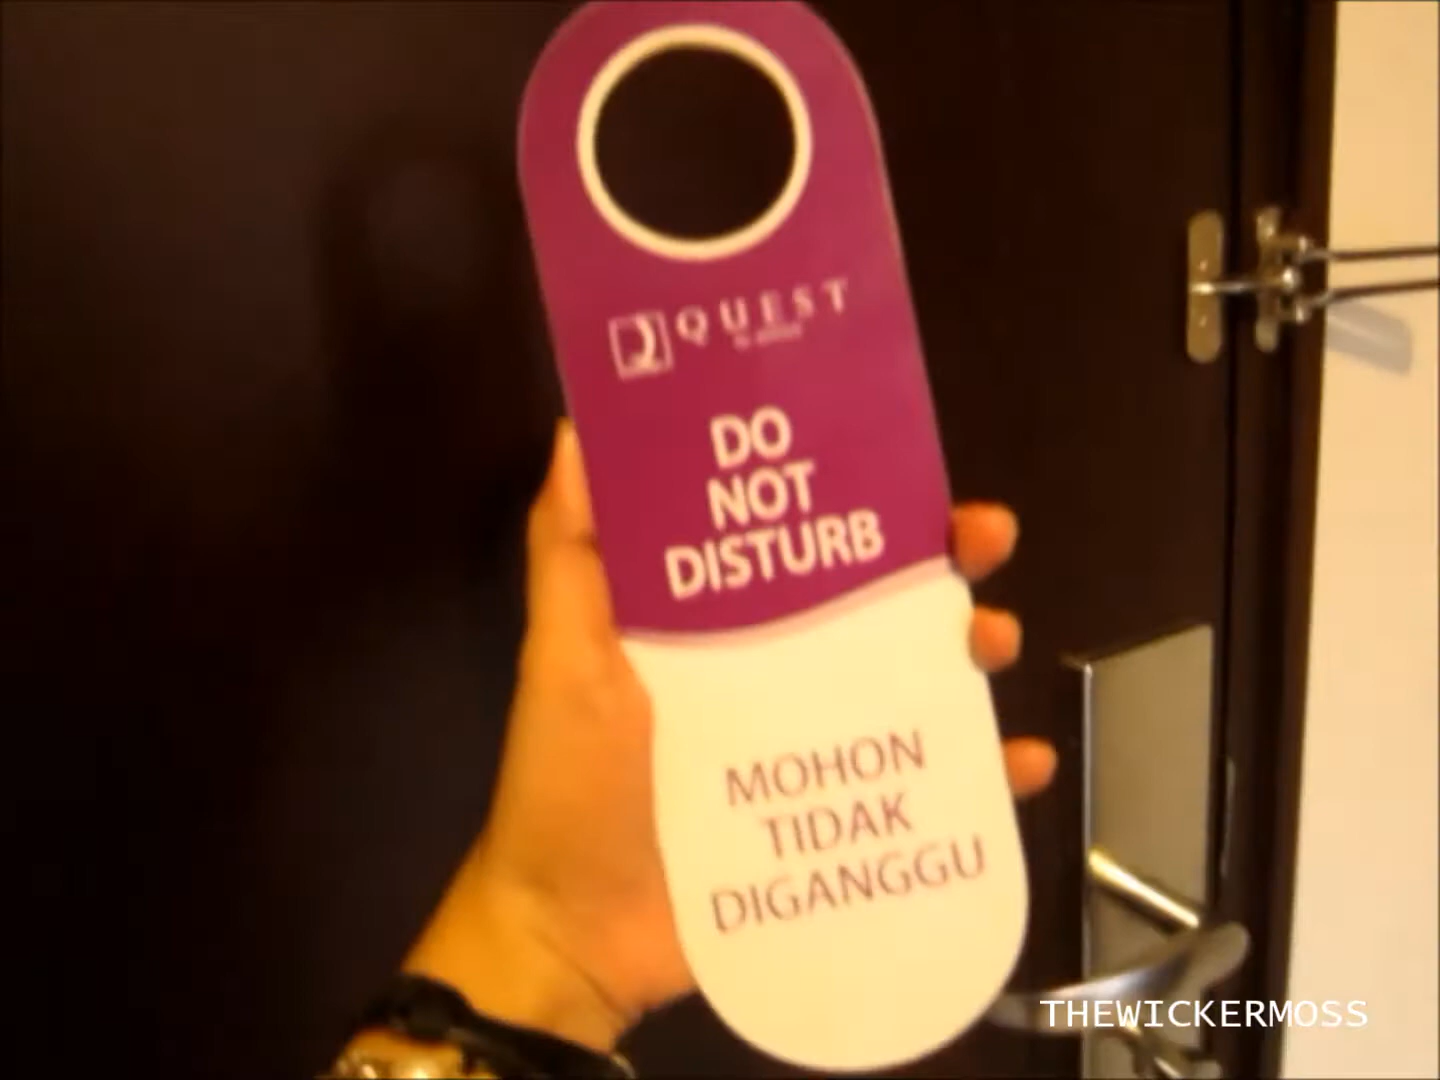 QUEST
DO
NOT
DISTURB
MOHON
TIDAK
DIGANGGU
THEWICKERMOSS